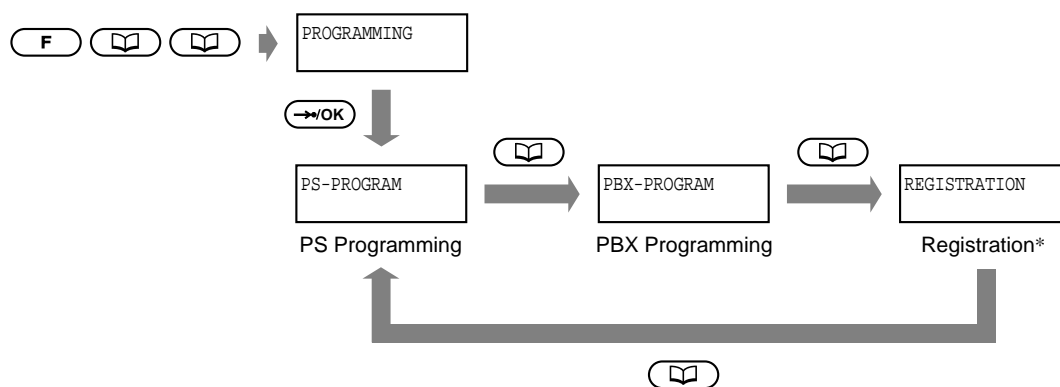 F
PROGRAMMING
/OK
PS-PROGRAM
PBX-PROGRAM
REGISTRATION
PS Programming
PBX Programming
Registration*